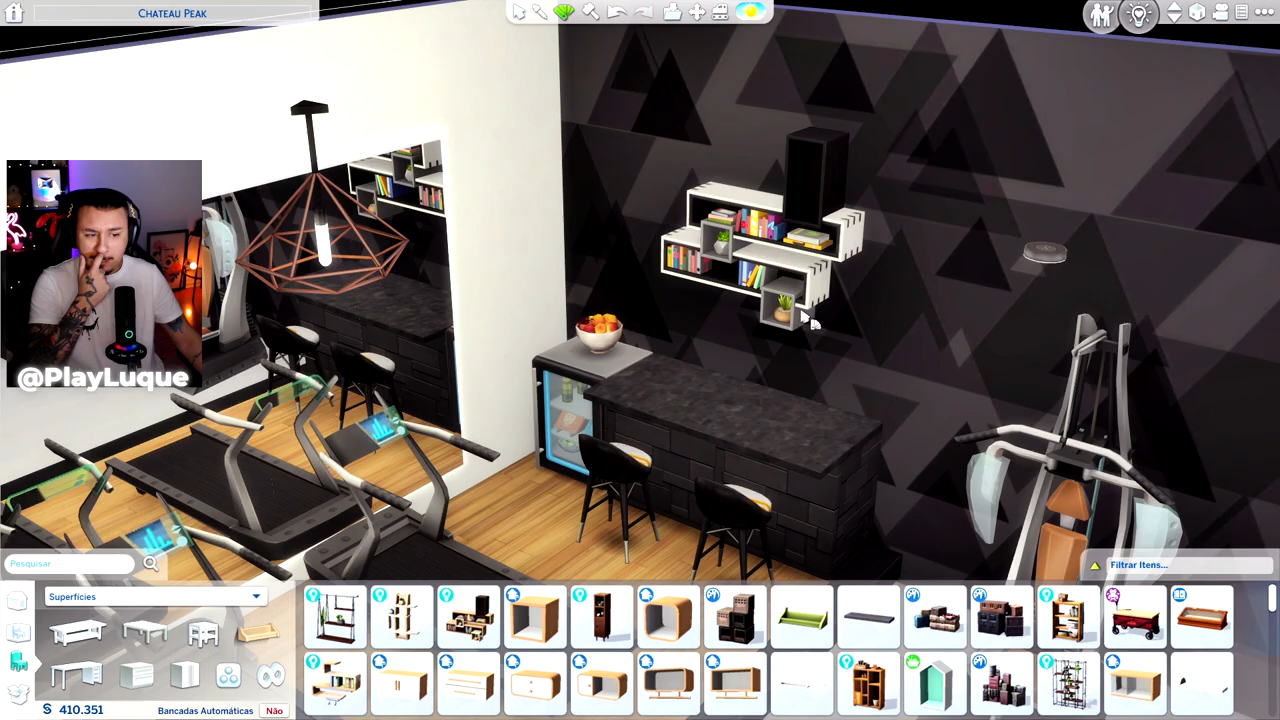 CHATEAU PEAK
@PlayLuque
Pesquisar
Filtrar Itens...
Superfícies
S 410.351
Bancadas Automáticas
Não